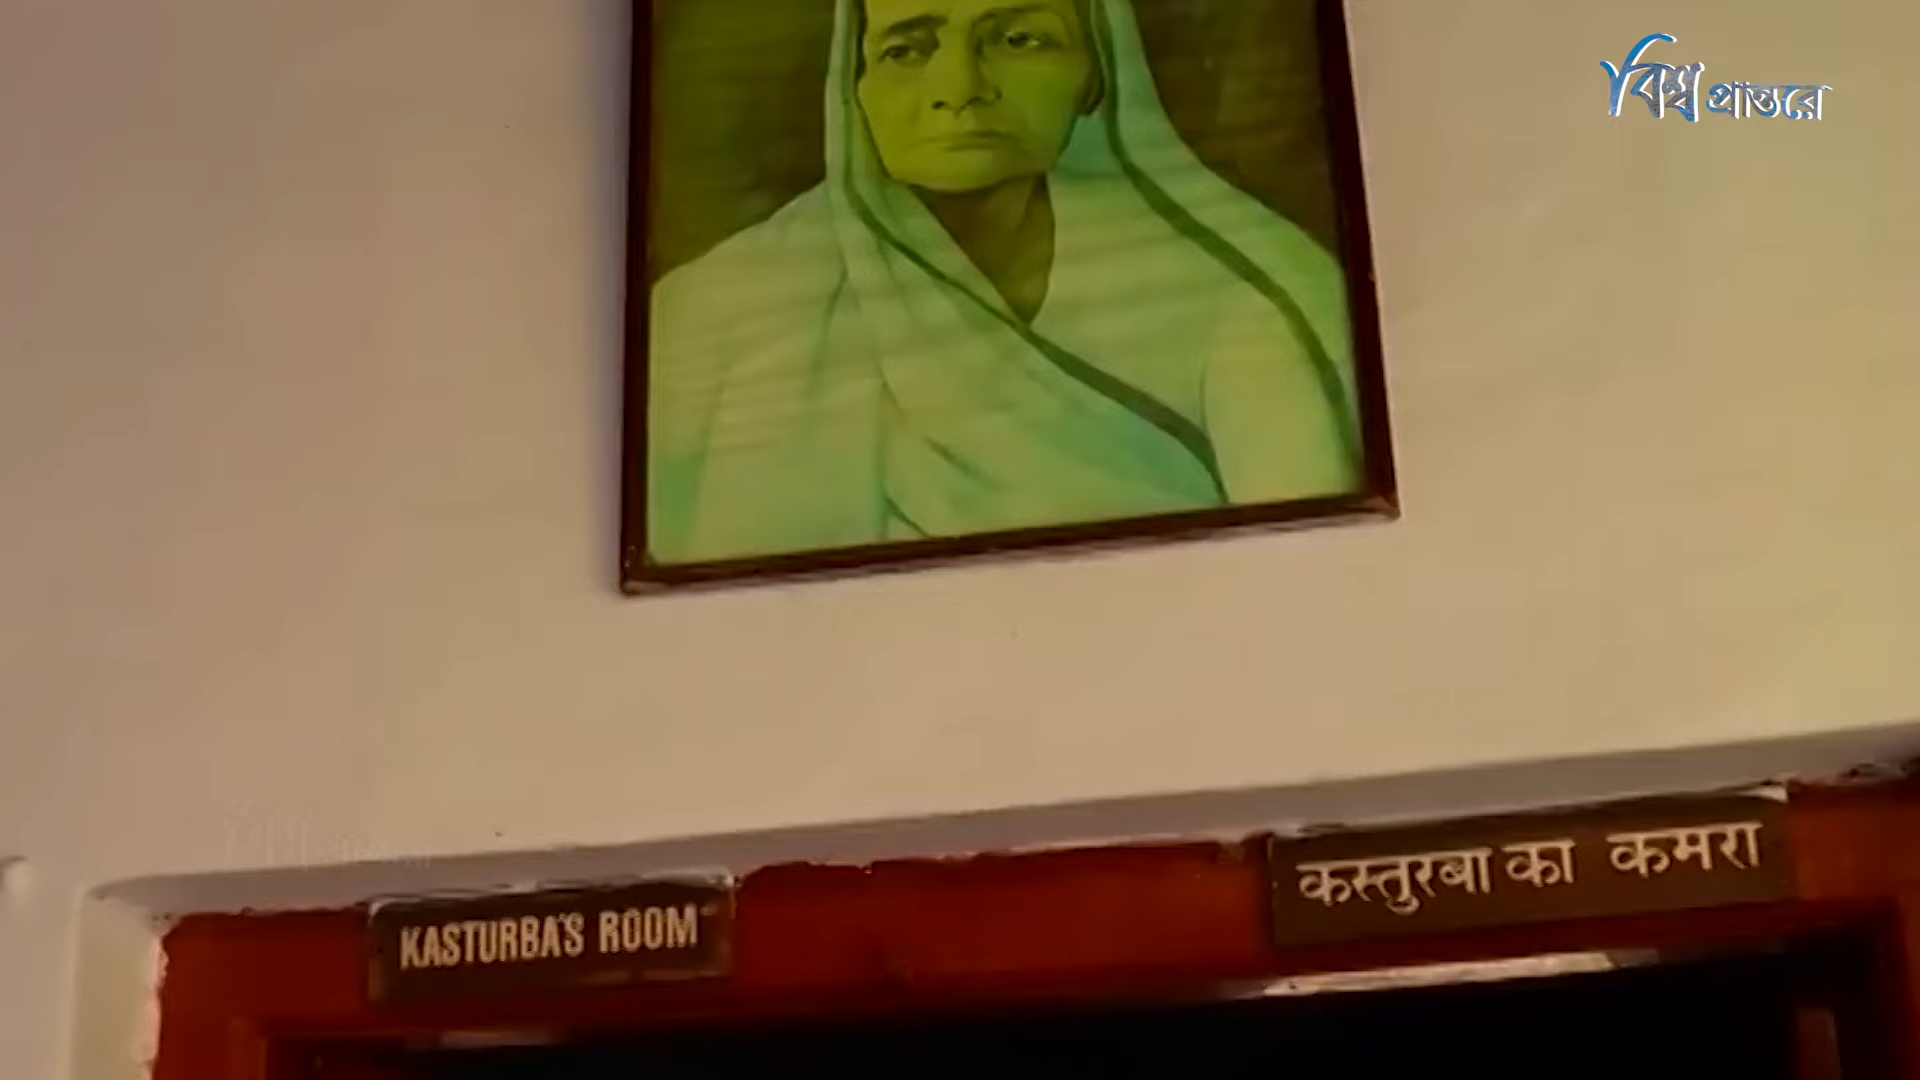 বিশ্ব প্রান্তরে
KASTURBA'S ROOM
कस्तुरबा का कमरा